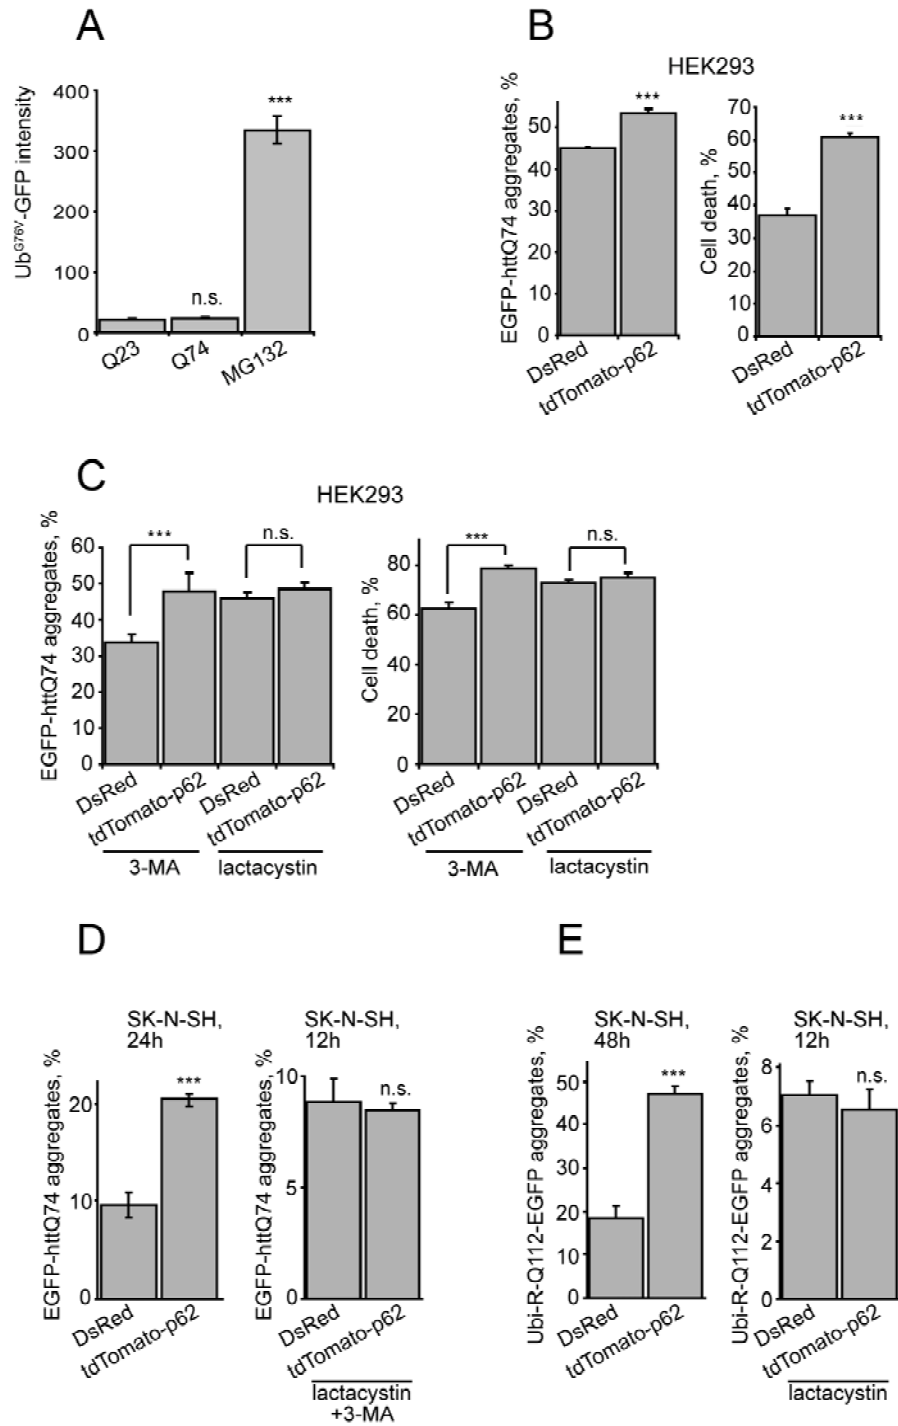 A
Ub^G76V-GFP intensity
400
300
200
100
0
***
n.s.
Q23
Q74
MG132
B
HEK293
EGFP-httQ74 aggregates, %
50
40
30
20
10
0
***
DsRed
tdTomato-p62
Cell death, %
70
60
50
40
30
20
10
0
***
DsRed
tdTomato-p62
C
HEK293
EGFP-httQ74 aggregates, %
60
50
40
30
20
10
0
***
n.s.
DsRed
tdTomato-p62
DsRed
tdTomato-p62
3-MA
lactacystin
Cell death, %
80
60
40
20
0
***
n.s.
DsRed
tdTomato-p62
DsRed
tdTomato-p62
3-MA
lactacystin
D
SK-N-SH,
24h
EGFP-httQ74 aggregates, %
20
10
0
***
DsRed
tdTomato-p62
SK-N-SH,
12h
EGFP-httQ74 aggregates, %
10
5
0
n.s.
DsRed
tdTomato-p62
lactacystin
+3-MA
E
SK-N-SH,
48h
Ubi-R-Q112-EGFP aggregates, %
50
40
30
20
10
0
***
DsRed
tdTomato-p62
SK-N-SH,
12h
Ubi-R-Q112-EGFP aggregates, %
8
6
4
2
0
n.s.
DsRed
tdTomato-p62
lactacystin